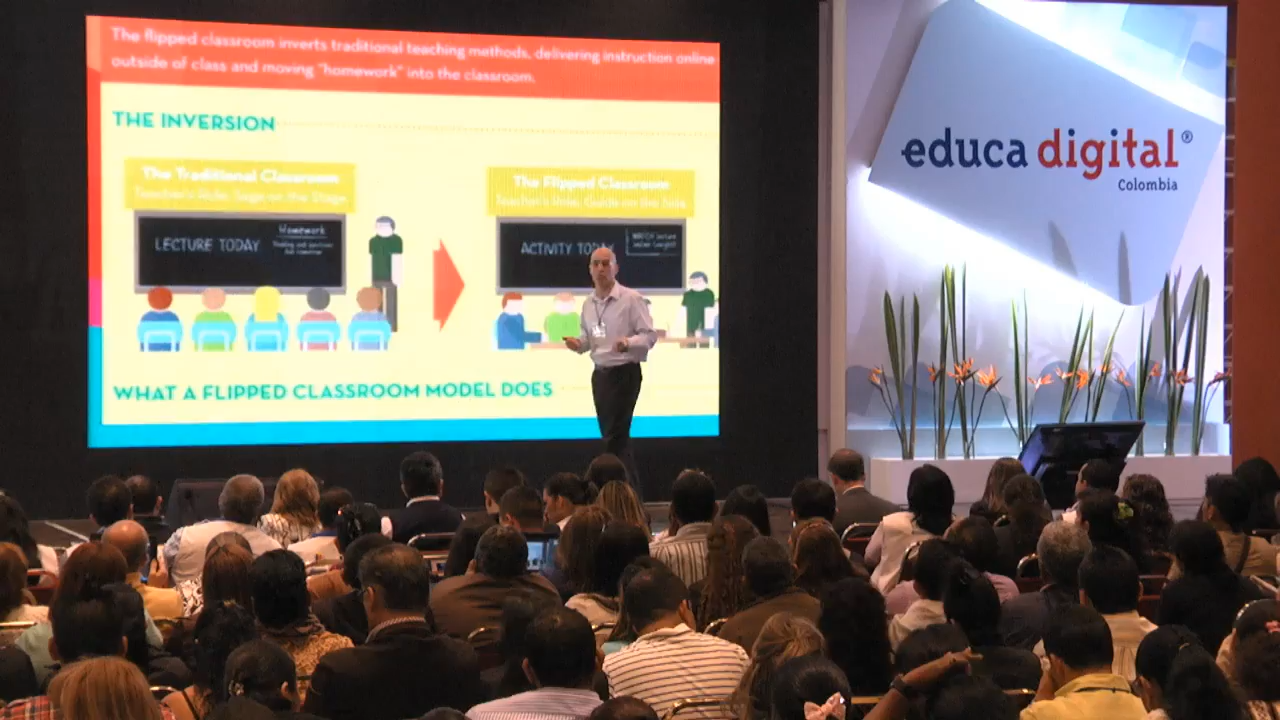 The flipped classroom inverts traditional teaching methods, delivering instruction online
outside of class and moving "homework" into the classroom.
THE INVERSION
The Traditional Classroom
Teacher's Role: Sage on the Stage
The Flipped Classroom
Teacher's Role: Guide on the Side
LECTURE TODAY
Homework
ACTIVITY TODAY
WHAT A FLIPPED CLASSROOM MODEL DOES
educa digital®
Colombia